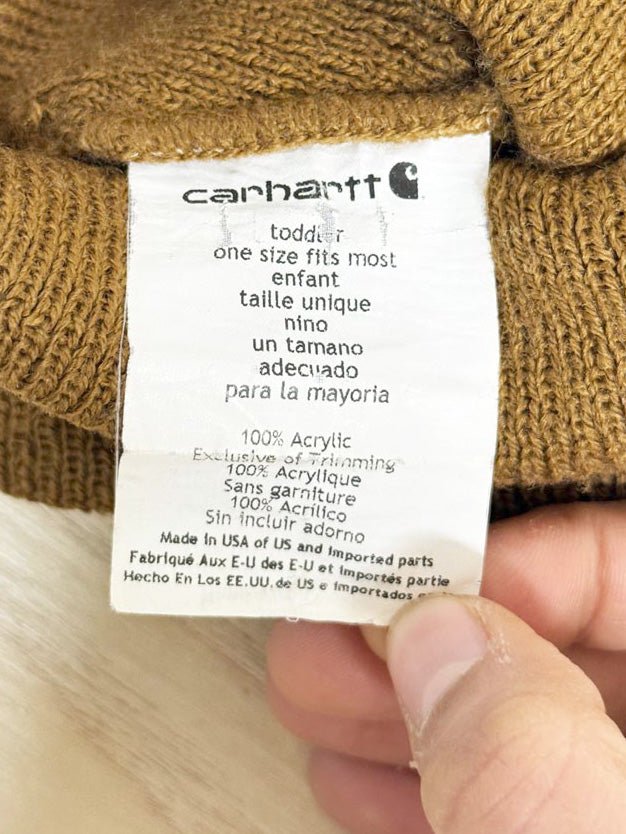 carhartt
toddler
one size fits most
enfant
taille unique
nino
un tamano
adecuado
para la mayoria
100% Acrylic
Exclusive of Trimming
100% Acrylique
Sans garniture
100% Acrilico
Sin incluir adorno
Made in USA of US and Imported parts
Fabriqué Aux E-U des E-U et Importés partie
Hecho En Los EE.UU. de US e Importados